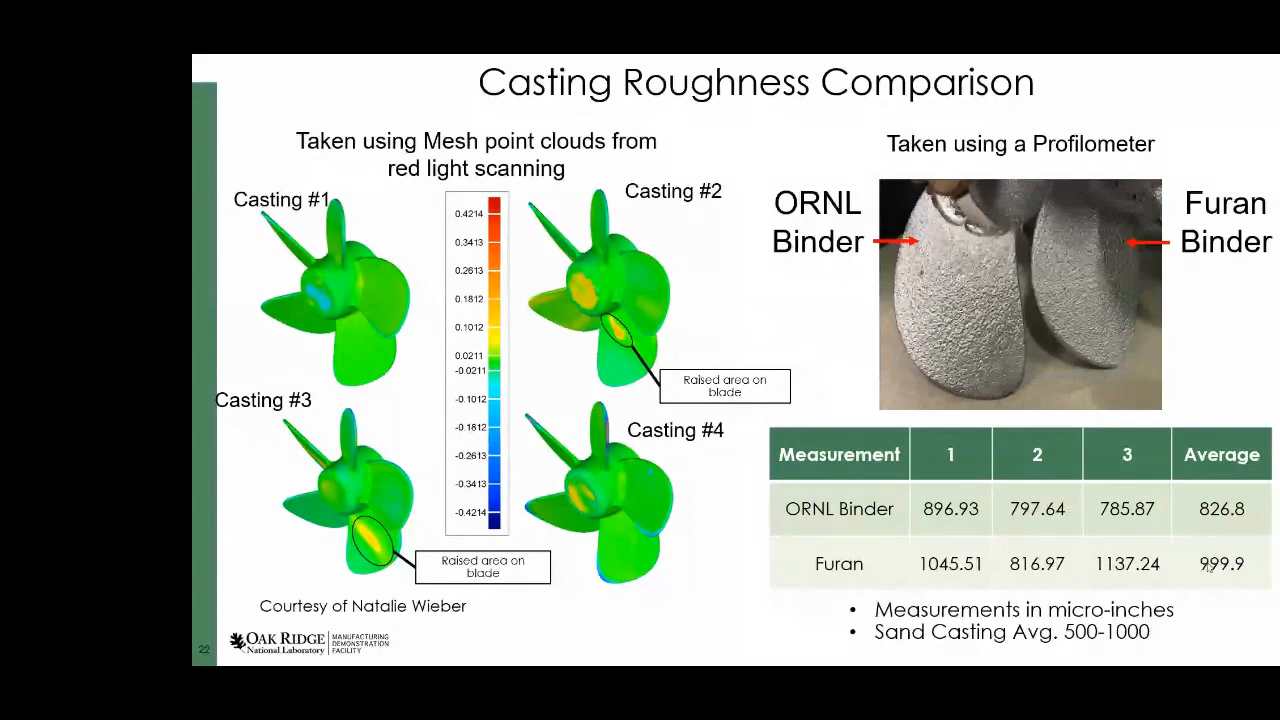 Casting Roughness Comparison
Taken using Mesh point clouds from
red light scanning
Casting #1
0.4214
0.3413
0.2613
0.1812
0.1012
0.0211
-0.0211
-0.1012
-0.1812
-0.2613
-0.3413
-0.4214
Casting #2
Raised area on
blade
Casting #3
Raised area on
blade
Casting #4
Courtesy of Natalie Wieber
Taken using a Profilometer
ORNL
Binder
Furan
Binder
Measurement 1 2 3 Average
ORNL Binder 896.93 797.64 785.87 826.8
Furan 1045.51 816.97 1137.24 999.9
• Measurements in micro-inches
• Sand Casting Avg. 500-1000
22
OAK RIDGE
National Laboratory
MANUFACTURING
DEMONSTRATION
FACILITY